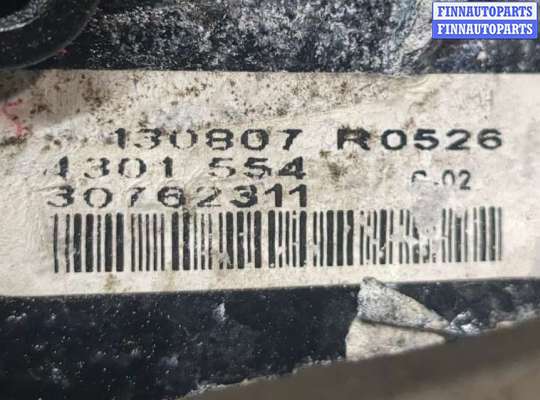 FINNAUTOPARTS
FINNAUTOPARTS
130807 R0526
4301 554
30762311